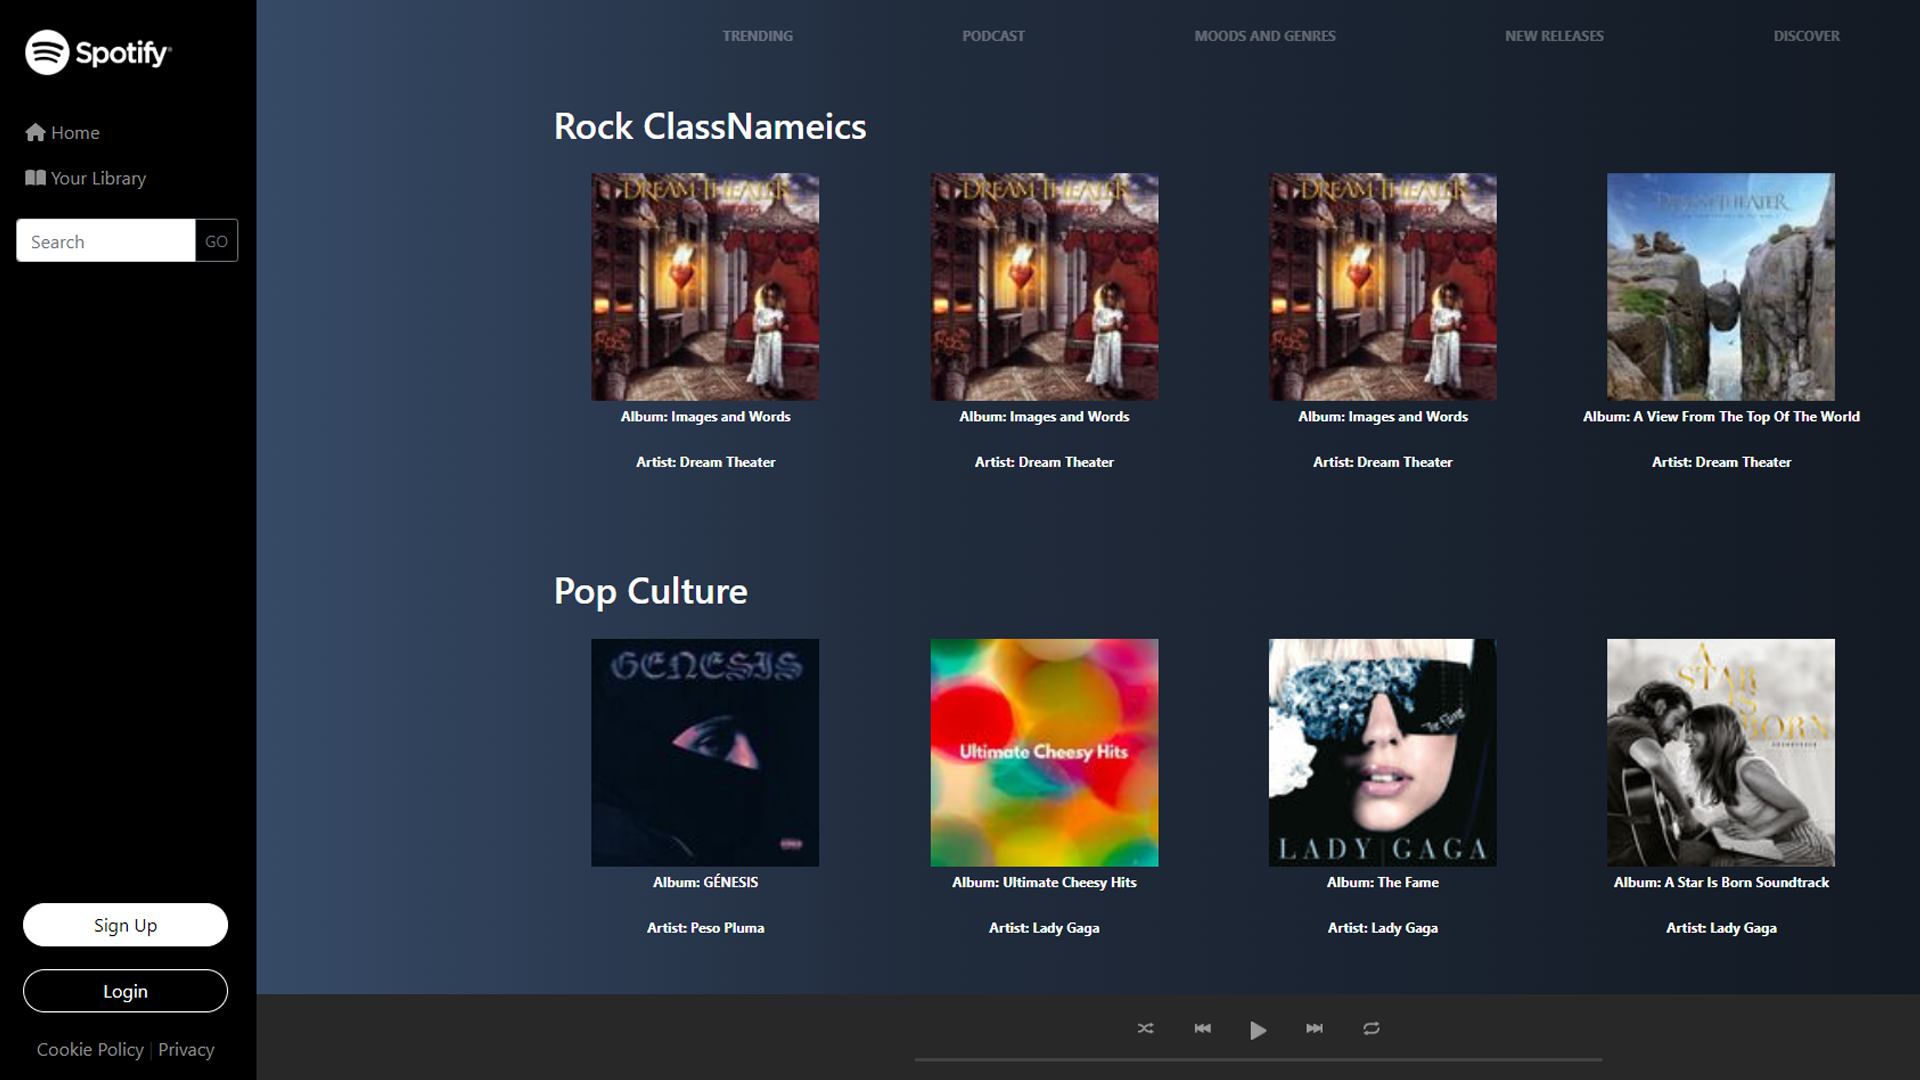 Spotify
Home
Your Library
Search
GO
Sign Up
Login
Cookie Policy | Privacy
TRENDING PODCAST MOODS AND GENRES NEW RELEASES DISCOVER
Rock ClassNameics
DREAM THEATER DREAM THEATER DREAM THEATER DREAM THEATER
Album: Images and Words Album: Images and Words Album: Images and Words Album: A View From The Top Of The World
Artist: Dream Theater Artist: Dream Theater Artist: Dream Theater Artist: Dream Theater
Pop Culture
GENESIS
Ultimate Cheesy Hits
The Fame
LADY GAGA
A STAR IS BORN
SOUNDTRACK
Album: GÉNESIS Album: Ultimate Cheesy Hits Album: The Fame Album: A Star Is Born Soundtrack
Artist: Peso Pluma Artist: Lady Gaga Artist: Lady Gaga Artist: Lady Gaga